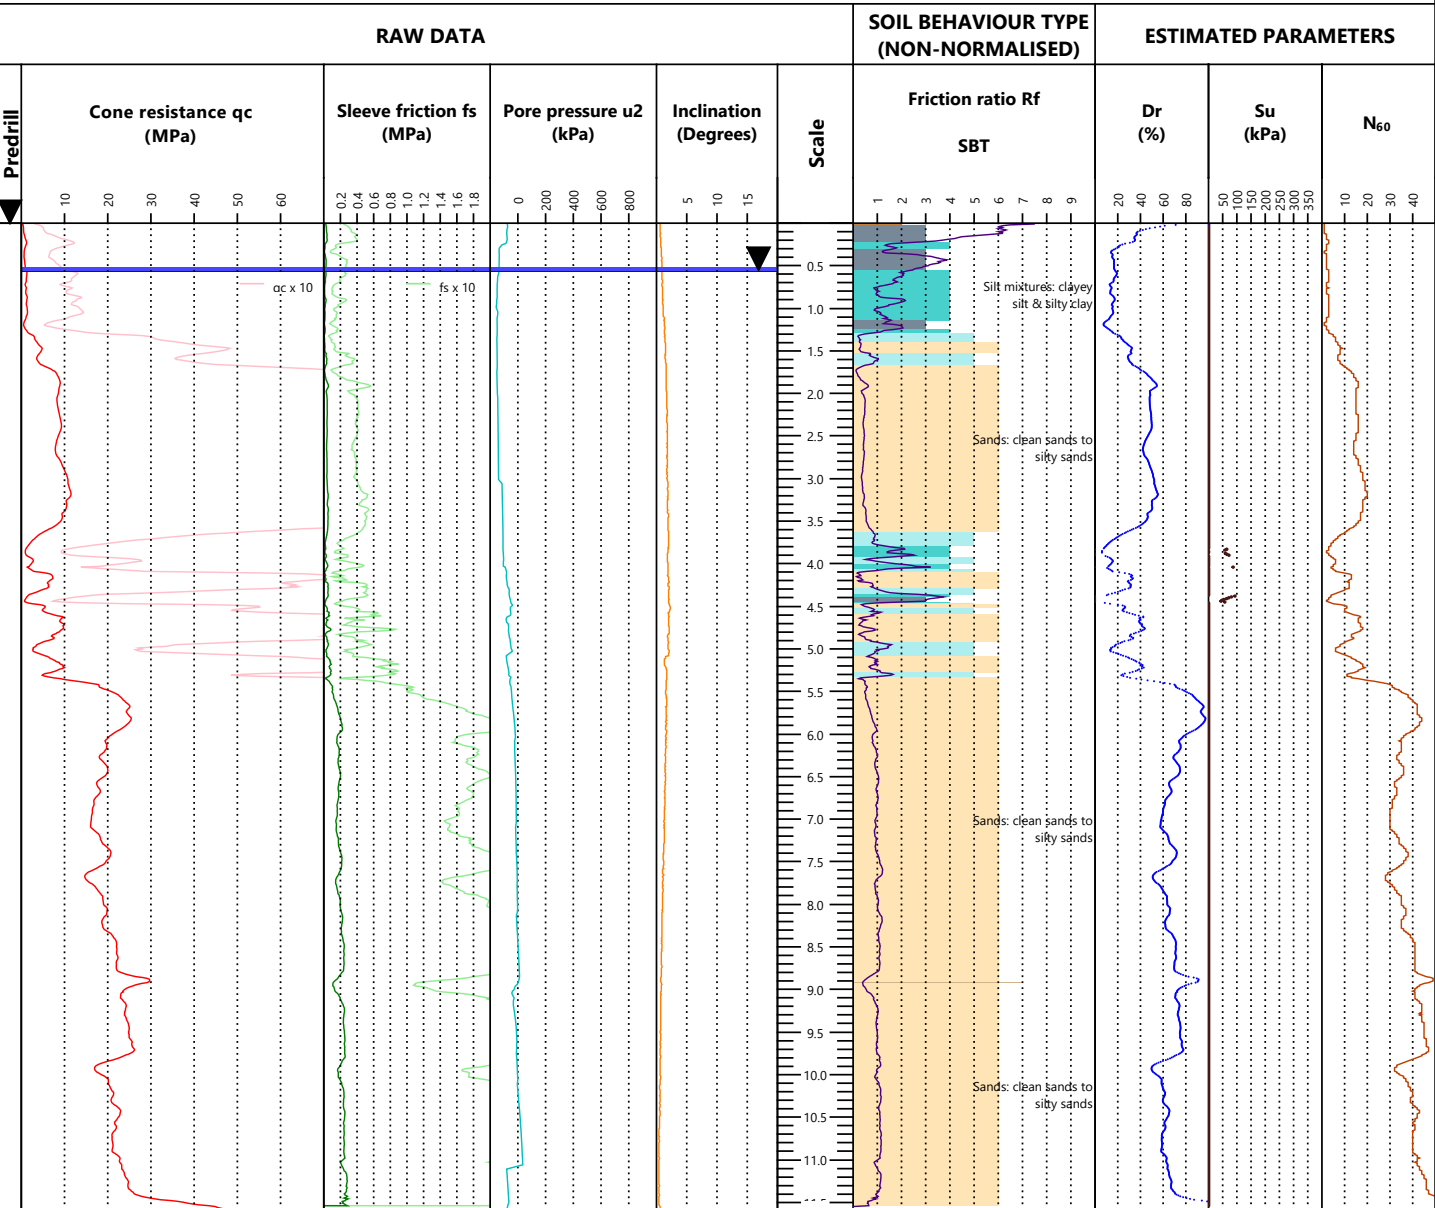 RAW DATA
SOIL BEHAVIOUR TYPE
(NON-NORMALISED)
ESTIMATED PARAMETERS
Predrill
Cone resistance qc
(MPa)
Sleeve friction fs
(MPa)
Pore pressure u2
(kPa)
Inclination
(Degrees)
Scale
Friction ratio Rf
SBT
Dr
(%)
Su
(kPa)
N60
10 20 30 40 50 60
0.2 0.4 0.6 0.8 1.0 1.2 1.4 1.6 1.8
0 200 400 600 800
5 10 15
1 2 3 4 5 6 7 8 9
20 40 60 80
50 100 150 200 250 300 350
10 20 30 40
0.5
qc x 10
fs x 10
Silt mixtures: clayey
silt & silty clay
1.0
1.5
2.0
2.5
Sands: clean sands to
silty sands
3.0
3.5
4.0
4.5
5.0
5.5
6.0
6.5
7.0
Sands: clean sands to
silty sands
7.5
8.0
8.5
9.0
9.5
10.0
Sands: clean sands to
silty sands
10.5
11.0